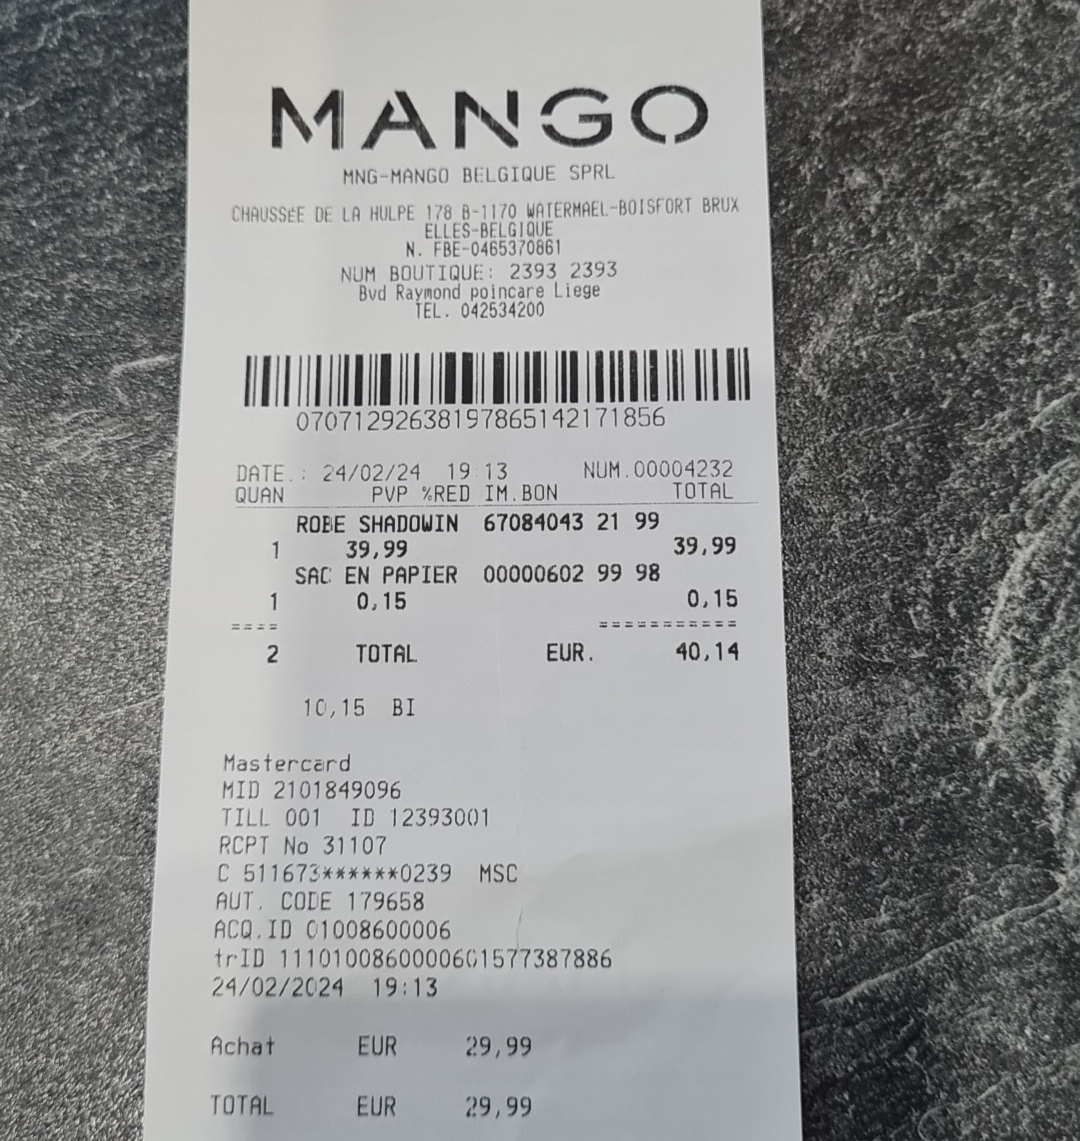 MANGO
MNG-MANGO BELGIQUE SPRL
CHAUSSÉE DE LA HULPE 178 B-1170 WATERMAEL-BOISFORT BRUX
ELLES-BELGIQUE
N. FBE-0465370861
NUM BOUTIQUE: 2393 2393
Bvd Raymond poincare Liege
TEL. 042534200
0707129263819786514217 1856
DATE.: 24/02/24 19:13 NUM.00004232
QUAN PVP %RED IM.BON TOTAL
ROBE SHADOWIN 67084043 21 99
1 39,99 39,99
SAC EN PAPIER 00000602 99 98
1 0,15 0,15
==== ===========
2 TOTAL EUR. 40,14
10,15 BI
Mastercard
MID 2101849096
TILL 001 ID 12393001
RCPT No 31107
C 511673******0239 MSC
AUT. CODE 179658
ACQ.ID 01008600006
trID 1110100860000601577387886
24/02/2024 19:13
Achat EUR 29,99
TOTAL EUR 29,99